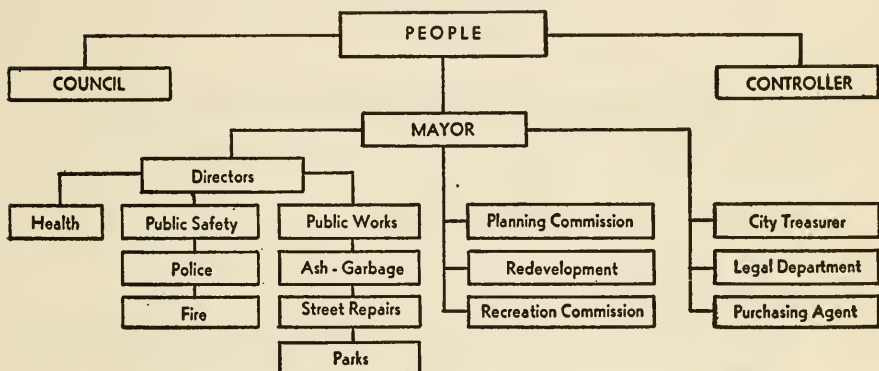 PEOPLE
COUNCIL
CONTROLLER
MAYOR
Directors
Health
Public Safety
Public Works
Planning Commission
City Treasurer
Police
Ash - Garbage
Redevelopment
Legal Department
Fire
Street Repairs
Recreation Commission
Purchasing Agent
Parks